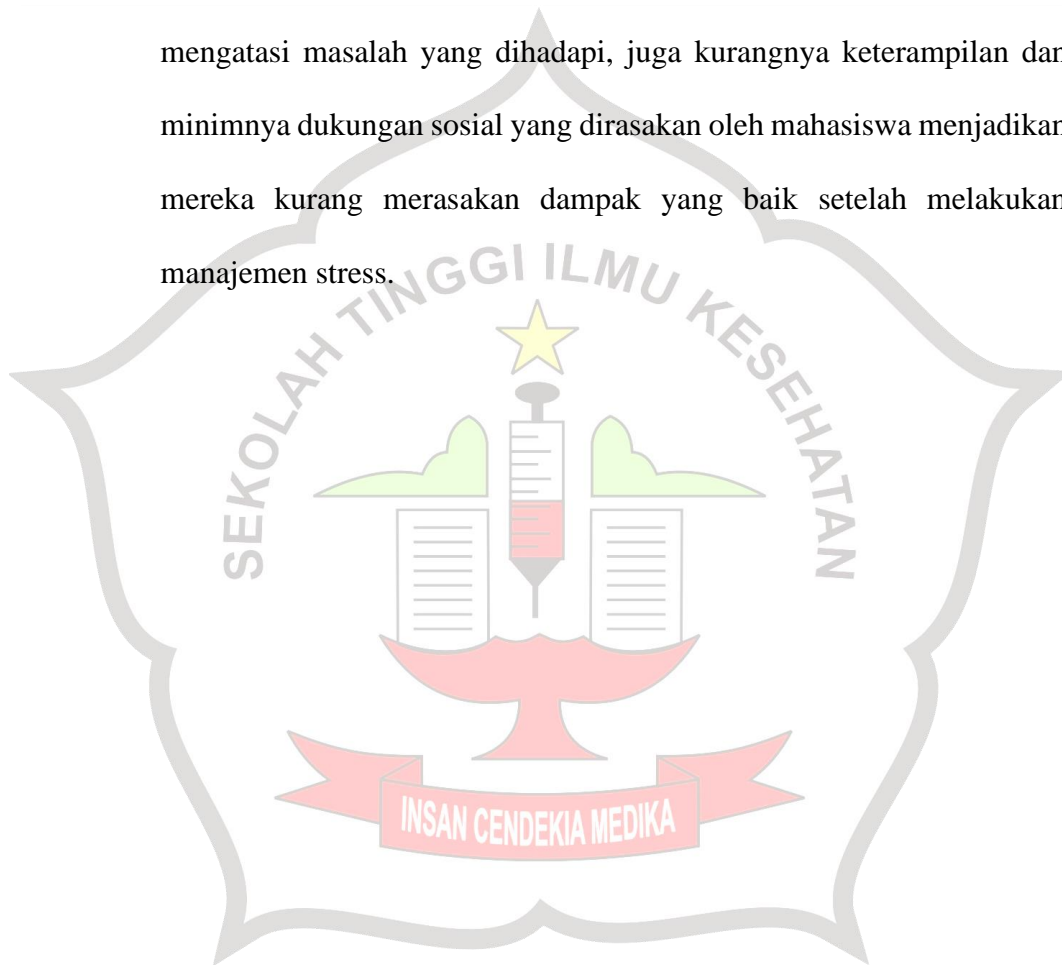 mengatasi masalah yang dihadapi, juga kurangnya keterampilan dan
minimnya dukungan sosial yang dirasakan oleh mahasiswa menjadikan
mereka kurang merasakan dampak yang baik setelah melakukan
manajemen stress.
SEKOLAH TINGGI ILMU KESEHATAN
INSAN CENDEKIA MEDIKA